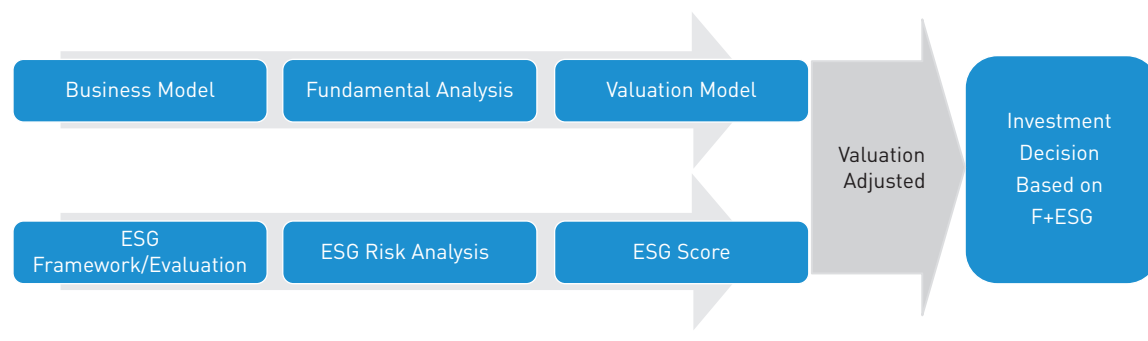 Business Model
Fundamental Analysis
Valuation Model
ESG
Framework/Evaluation
ESG Risk Analysis
ESG Score
Valuation
Adjusted
Investment
Decision
Based on
F+ESG